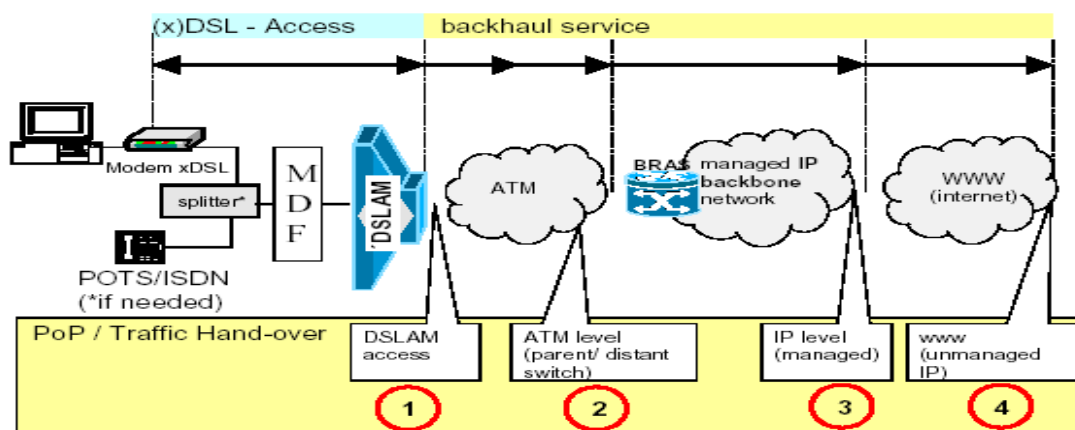 (x)DSL - Access
backhaul service
Modem xDSL
splitter*
POTS/ISDN
(*if needed)
M
D
F
DSLAM
ATM
BRAS
managed IP
backbone
network
WWW
(internet)
PoP / Traffic Hand-over
DSLAM
access
ATM level
(parent/ distant
switch)
IP level
(managed)
www
(unmanaged
IP)
1
2
3
4